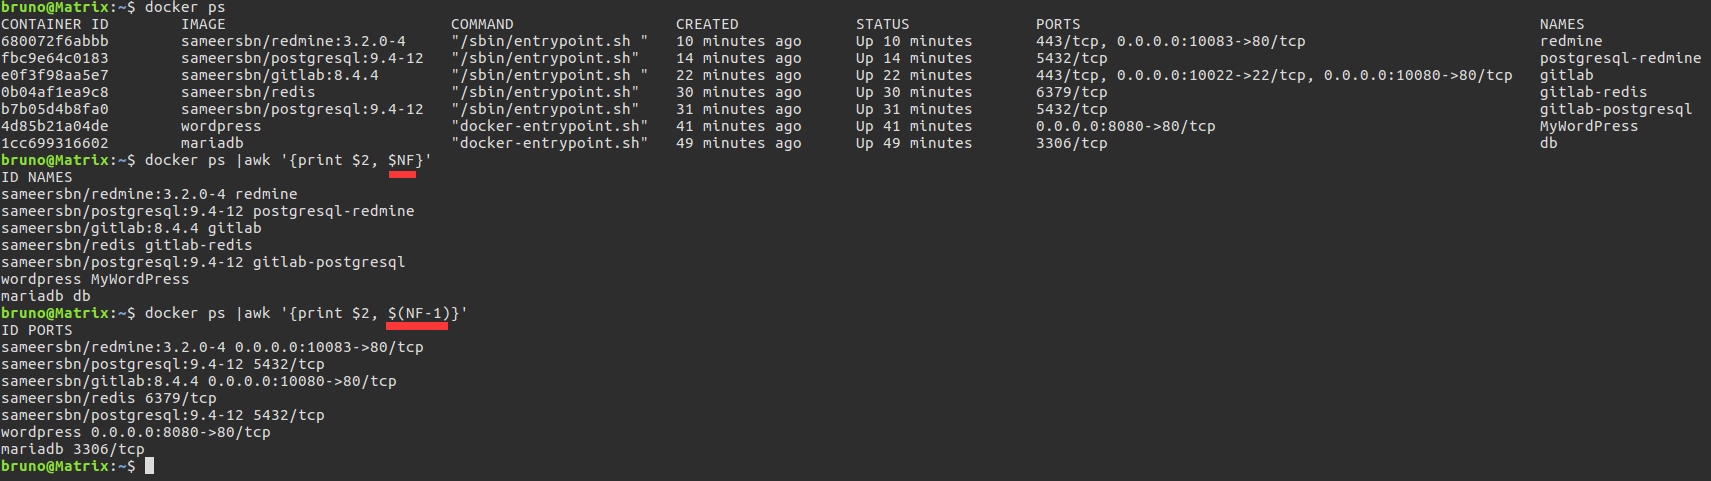 bruno@Matrix:~$ docker ps
CONTAINER ID        IMAGE                         COMMAND                  CREATED             STATUS              PORTS                                                   NAMES
680072f6abbb        sameersbn/redmine:3.2.0-4     "/sbin/entrypoint.sh "   10 minutes ago      Up 10 minutes       443/tcp, 0.0.0.0:10083->80/tcp                          redmine
fbc9e64c0183        sameersbn/postgresql:9.4-12   "/sbin/entrypoint.sh"    14 minutes ago      Up 14 minutes       5432/tcp                                                postgresql-redmine
e0f3f98aa5e7        sameersbn/gitlab:8.4.4        "/sbin/entrypoint.sh "   22 minutes ago      Up 22 minutes       443/tcp, 0.0.0.0:10022->22/tcp, 0.0.0.0:10080->80/tcp   gitlab
0b04af1ea9c8        sameersbn/redis               "/sbin/entrypoint.sh"    30 minutes ago      Up 30 minutes       6379/tcp                                                gitlab-redis
b7b05d4b8fa0        sameersbn/postgresql:9.4-12   "/sbin/entrypoint.sh"    31 minutes ago      Up 31 minutes       5432/tcp                                                gitlab-postgresql
4d85b21a04de        wordpress                     "docker-entrypoint.sh"   41 minutes ago      Up 41 minutes       0.0.0.0:8080->80/tcp                                    MyWordPress
1cc699316602        mariadb                       "docker-entrypoint.sh"   49 minutes ago      Up 49 minutes       3306/tcp                                                db
bruno@Matrix:~$ docker ps |awk '{print $2, $NF}'
ID NAMES
sameersbn/redmine:3.2.0-4 redmine
sameersbn/postgresql:9.4-12 postgresql-redmine
sameersbn/gitlab:8.4.4 gitlab
sameersbn/redis gitlab-redis
sameersbn/postgresql:9.4-12 gitlab-postgresql
wordpress MyWordPress
mariadb db
bruno@Matrix:~$ docker ps |awk '{print $2, $(NF-1)}'
ID PORTS
sameersbn/redmine:3.2.0-4 0.0.0.0:10083->80/tcp
sameersbn/postgresql:9.4-12 5432/tcp
sameersbn/gitlab:8.4.4 0.0.0.0:10080->80/tcp
sameersbn/redis 6379/tcp
sameersbn/postgresql:9.4-12 5432/tcp
wordpress 0.0.0.0:8080->80/tcp
mariadb 3306/tcp
bruno@Matrix:~$